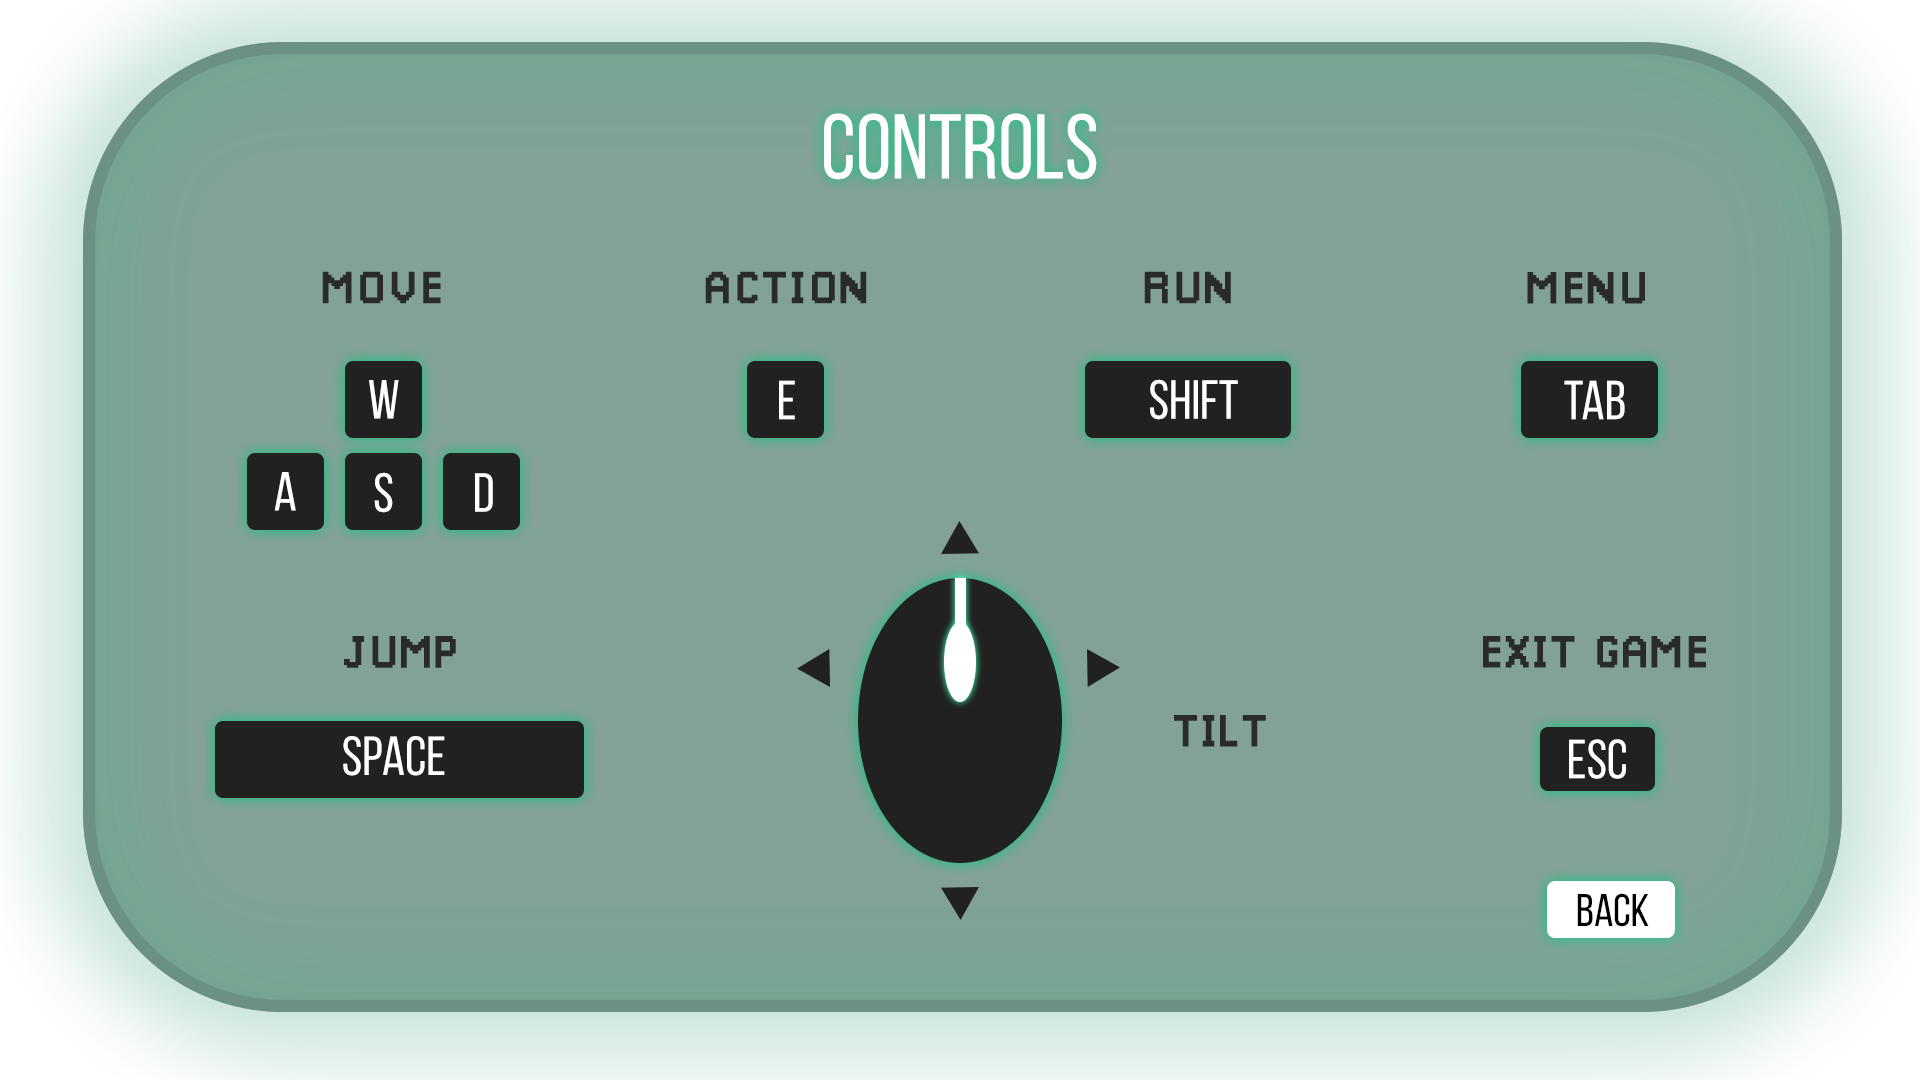 CONTROLS
MOVE
ACTION
RUN
MENU
W
E
SHIFT
TAB
A S D
JUMP
EXIT GAME
TILT
SPACE
ESC
BACK